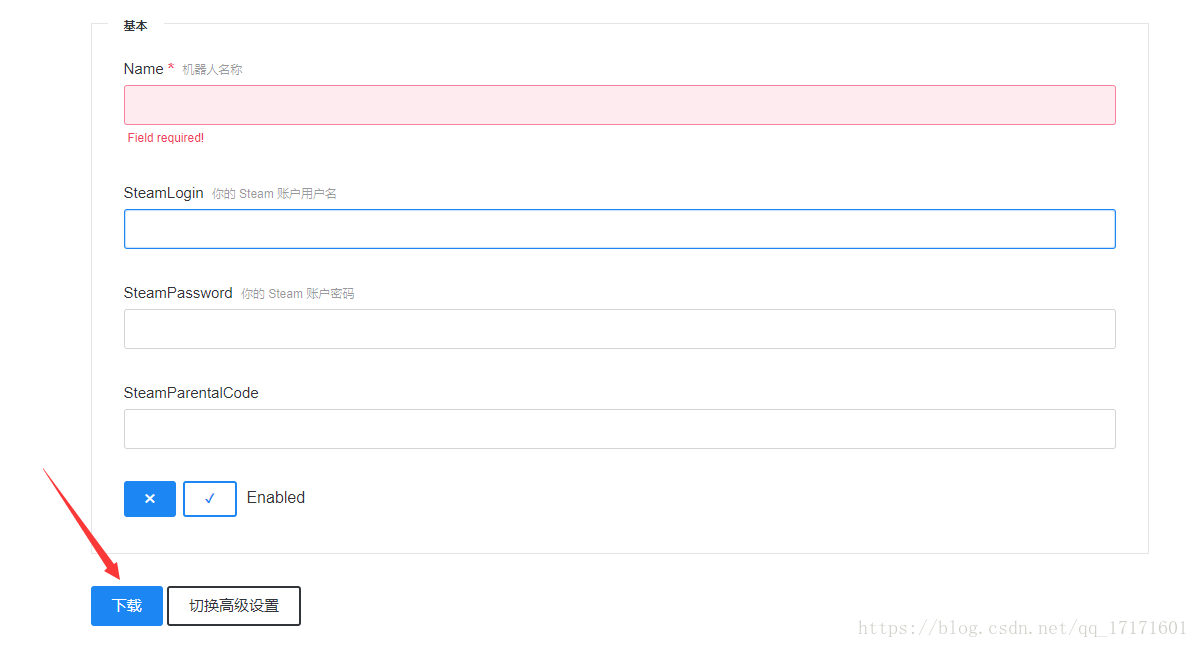 基本
Name * 机器人名称
Field required!
SteamLogin 你的 Steam 账户用户名
SteamPassword 你的 Steam 账户密码
SteamParentalCode
✕ ✓ Enabled
下载 切换高级设置
https://blog.csdn.net/qq_17171601